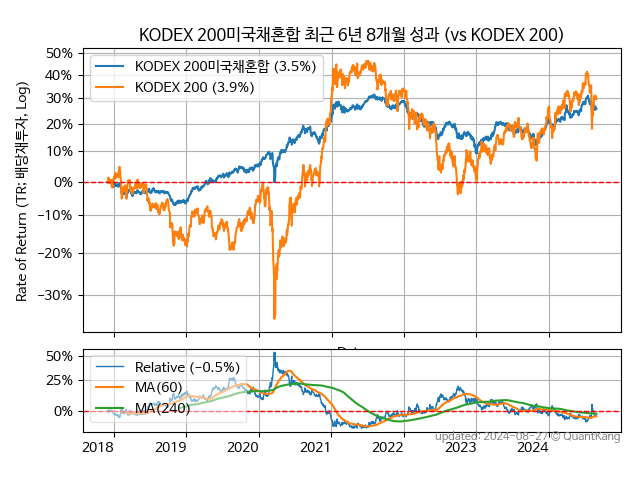 KODEX 200미국채혼합 최근 6년 8개월 성과 (vs KODEX 200)
Rate of Return (TR: 배당재투자, Log)
50%
40%
30%
20%
10%
0%
−10%
−20%
−30%
KODEX 200미국채혼합 (3.5%)
KODEX 200 (3.9%)
50%
25%
0%
Relative (−0.5%)
MA(60)
MA(240)
2018 2019 2020 2021 2022 2023 2024
updated: 2024-08-27 © QuantKang